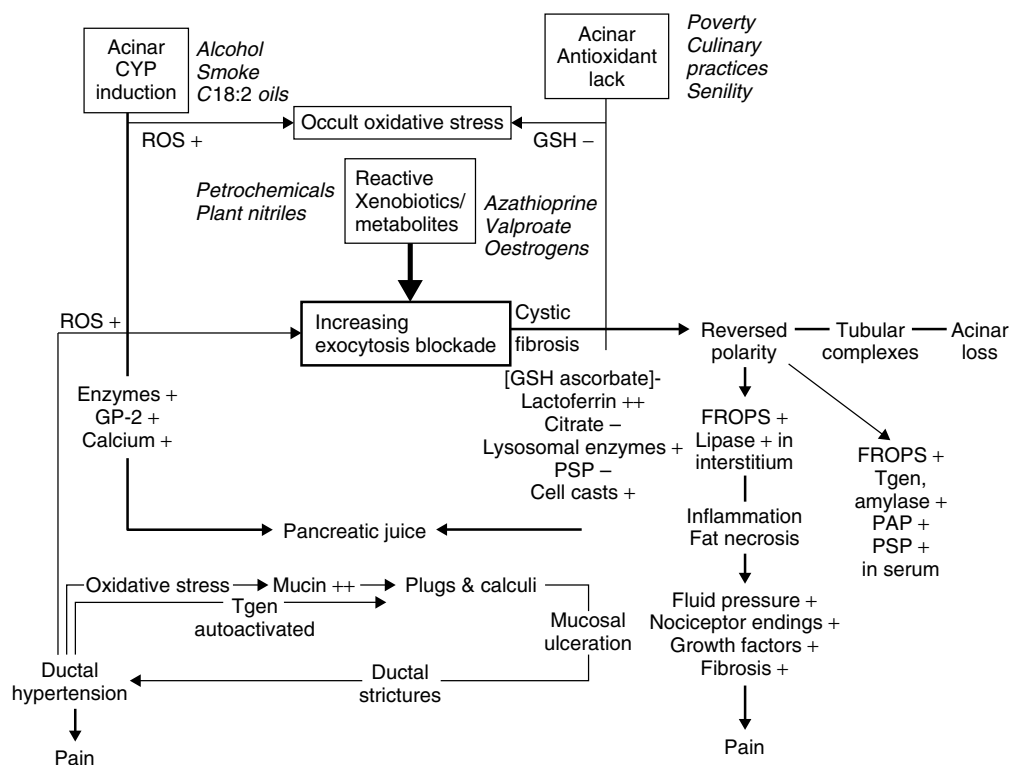 Acinar
CYP
induction
Alcohol
Smoke
C18:2 oils
Acinar
Antioxidant
lack
Poverty
Culinary
practices
Senility
ROS +
Occult oxidative stress
GSH –
Petrochemicals
Plant nitriles
Reactive
Xenobiotics/
metabolites
Azathioprine
Valproate
Oestrogens
ROS +
Increasing
exocytosis blockade
Cystic
fibrosis
Reversed
polarity
Tubular
complexes
Acinar
loss
Enzymes +
GP-2 +
Calcium +
[GSH ascorbate]-
Lactoferrin ++
Citrate –
Lysosomal enzymes +
PSP –
Cell casts +
FROPS +
Lipase + in
interstitium
FROPS +
Tgen,
amylase +
PAP +
PSP +
in serum
Pancreatic juice
Inflammation
Fat necrosis
Oxidative stress
Mucin ++
Plugs & calculi
Tgen
autoactivated
Mucosal
ulceration
Fluid pressure +
Nociceptor endings +
Growth factors +
Fibrosis +
Ductal
hypertension
Ductal
strictures
Pain
Pain